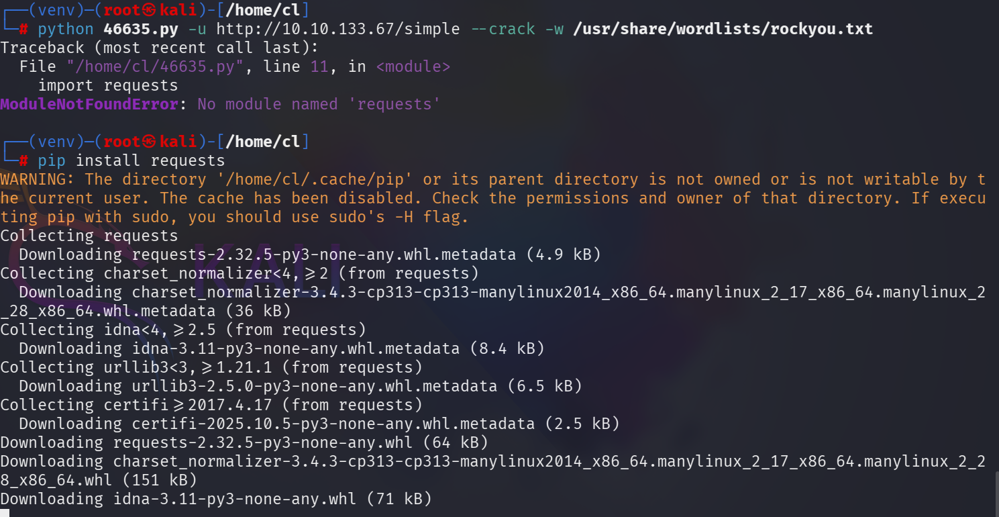 ┌──(venv)─(root㉿kali)-[/home/cl]
└─# python 46635.py -u http://10.10.133.67/simple --crack -w /usr/share/wordlists/rockyou.txt
Traceback (most recent call last):
  File "/home/cl/46635.py", line 11, in <module>
    import requests
ModuleNotFoundError: No module named 'requests'

┌──(venv)─(root㉿kali)-[/home/cl]
└─# pip install requests
WARNING: The directory '/home/cl/.cache/pip' or its parent directory is not owned or is not writable by t
he current user. The cache has been disabled. Check the permissions and owner of that directory. If execu
ting pip with sudo, you should use sudo's -H flag.
Collecting requests
  Downloading requests-2.32.5-py3-none-any.whl.metadata (4.9 kB)
Collecting charset_normalizer<4,>=2 (from requests)
  Downloading charset_normalizer-3.4.3-cp313-cp313-manylinux2014_x86_64.manylinux_2_17_x86_64.manylinux_2
_28_x86_64.whl.metadata (36 kB)
Collecting idna<4,>=2.5 (from requests)
  Downloading idna-3.11-py3-none-any.whl.metadata (8.4 kB)
Collecting urllib3<3,>=1.21.1 (from requests)
  Downloading urllib3-2.5.0-py3-none-any.whl.metadata (6.5 kB)
Collecting certifi>=2017.4.17 (from requests)
  Downloading certifi-2025.10.5-py3-none-any.whl.metadata (2.5 kB)
Downloading requests-2.32.5-py3-none-any.whl (64 kB)
Downloading charset_normalizer-3.4.3-cp313-cp313-manylinux2014_x86_64.manylinux_2_17_x86_64.manylinux_2_2
8_x86_64.whl (151 kB)
Downloading idna-3.11-py3-none-any.whl (71 kB)
KALI